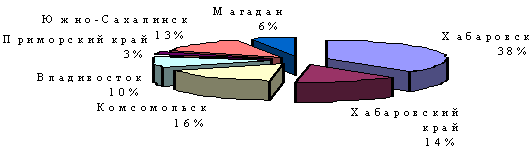 Магадан
6%
Южно-Сахалинск
13%
Приморский край
3%
Владивосток
10%
Комсомольск
16%
Хабаровск
38%
Хабаровский
край
14%